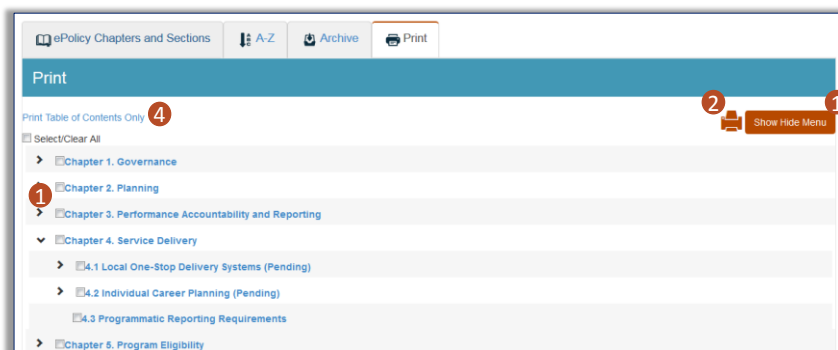 ePolicy Chapters and Sections A-Z Archive Print
Print
Print Table of Contents Only 4 2
Show Hide Menu
Select/Clear All
Chapter 1. Governance
1 Chapter 2. Planning
Chapter 3. Performance Accountability and Reporting
Chapter 4. Service Delivery
4.1 Local One-Stop Delivery Systems (Pending)
4.2 Individual Career Planning (Pending)
4.3 Programmatic Reporting Requirements
Chapter 5. Program Eligibility